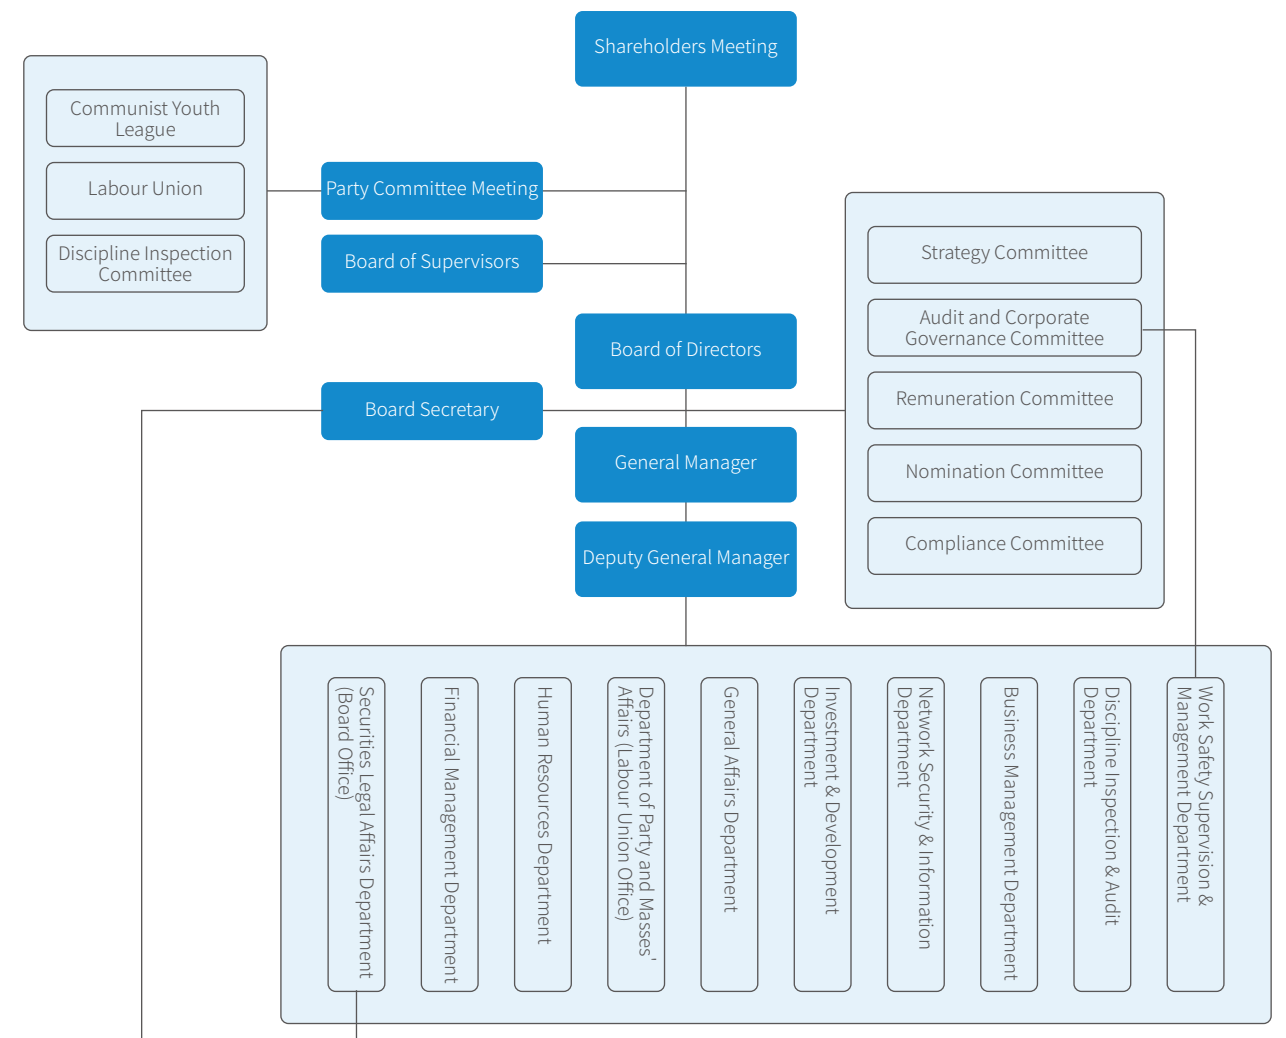 Shareholders Meeting
Communist Youth
League
Labour Union
Discipline Inspection
Committee
Party Committee Meeting
Board of Supervisors
Board of Directors
Board Secretary
General Manager
Deputy General Manager
Strategy Committee
Audit and Corporate
Governance Committee
Remuneration Committee
Nomination Committee
Compliance Committee
Securities Legal Affairs Department
(Board Office)
Financial Management Department
Human Resources Department
Department of Party and Masses'
Affairs (Labour Union Office)
General Affairs Department
Investment & Development
Department
Network Security & Information
Department
Business Management Department
Discipline Inspection & Audit
Department
Work Safety Supervision &
Management Department